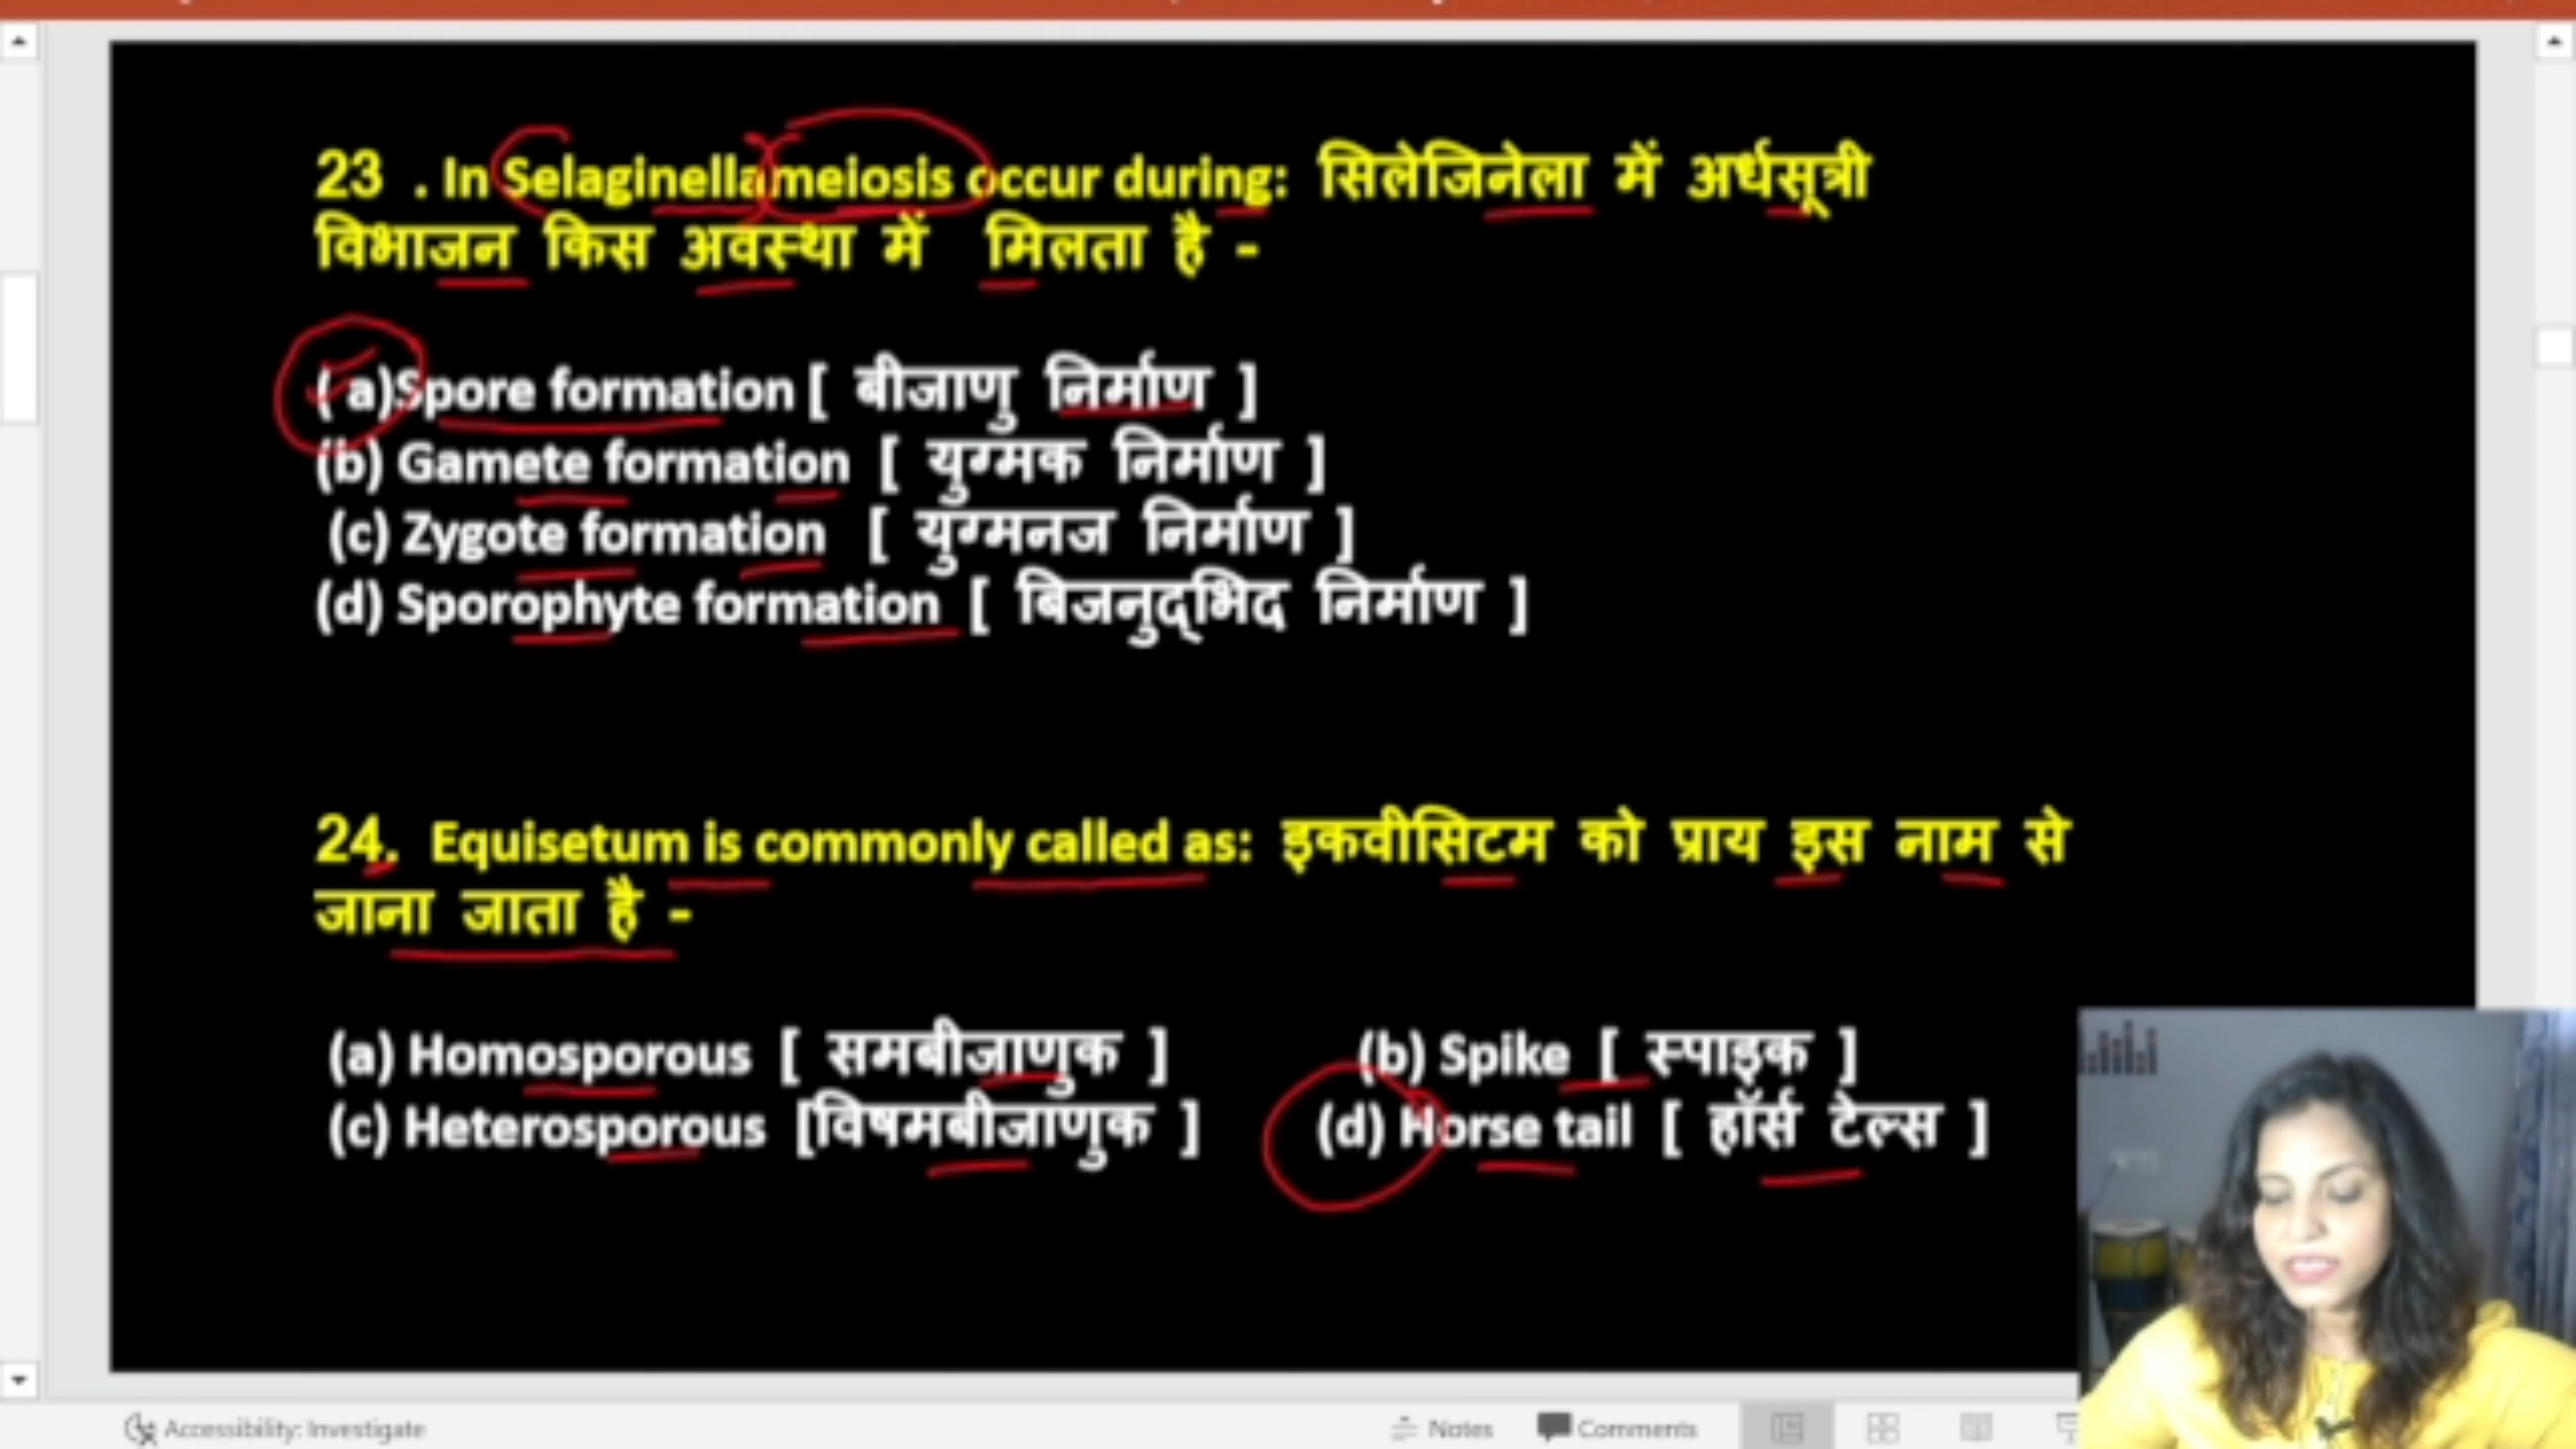 23 . In Selaginella meiosis occur during: सिलेजिनेला में अर्धसूत्री
विभाजन किस अवस्था में मिलता है -
(a)Spore formation [ बीजाणु निर्माण ]
(b) Gamete formation [ युग्मक निर्माण ]
(c) Zygote formation [ युग्मनज निर्माण ]
(d) Sporophyte formation [ बिजनुद्भिद निर्माण ]
24. Equisetum is commonly called as: इकवीसिटम को प्राय इस नाम से
जाना जाता है -
(a) Homosporous [ समबीजाणुक ] (b) Spike [ स्पाइक ]
(c) Heterosporous [विषमबीजाणुक ] (d) Horse tail [ हॉर्स टेल्स ]
Accessibility: Investigate Notes Comments